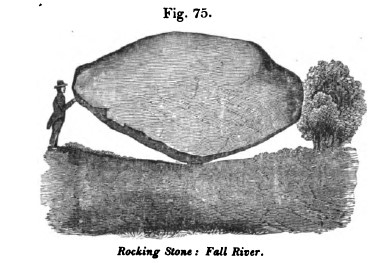 Fig. 75.
Rocking Stone: Fall River.